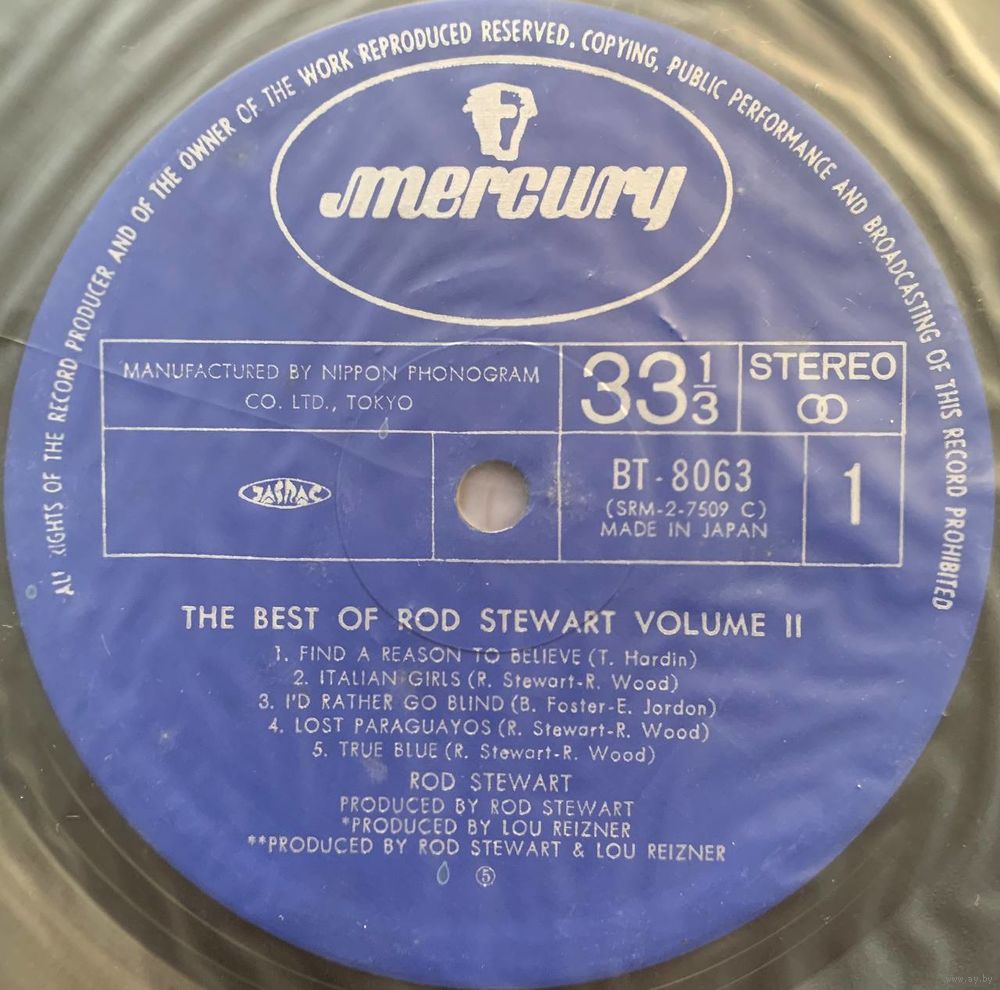 ALL RIGHTS OF THE RECORD PRODUCER AND OF THE OWNER OF THE WORK REPRODUCED RESERVED. COPYING, PUBLIC PERFORMANCE AND BROADCASTING OF THIS RECORD PROHIBITED
mercury
MANUFACTURED BY NIPPON PHONOGRAM
CO. LTD., TOKYO
33 1/3
STEREO
JASRAC
BT-8063
(SRM-2-7509 C)
MADE IN JAPAN
1
THE BEST OF ROD STEWART VOLUME II
1. FIND A REASON TO BELIEVE (T. Hardin)
2. ITALIAN GIRLS (R. Stewart-R. Wood)
3. I'D RATHER GO BLIND (B. Foster-E. Jordon)
4. LOST PARAGUAYOS (R. Stewart-R. Wood)
5. TRUE BLUE (R. Stewart-R. Wood)
ROD STEWART
PRODUCED BY ROD STEWART
*PRODUCED BY LOU REIZNER
**PRODUCED BY ROD STEWART & LOU REIZNER
⑤
www.ay.by